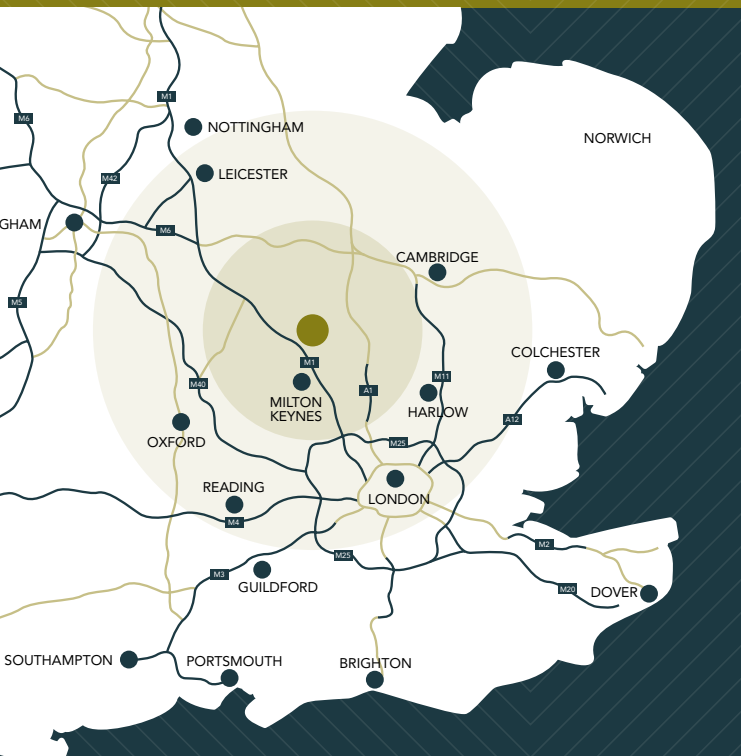 M1
M6
NOTTINGHAM
NORWICH
LEICESTER
M42
GHAM
M6
CAMBRIDGE
M5
COLCHESTER
M1
M11
M40
A1
MILTON
KEYNES
HARLOW
A12
OXFORD
M25
READING
LONDON
M4
M2
M25
M3
GUILDFORD
M20
DOVER
SOUTHAMPTON
PORTSMOUTH
BRIGHTON